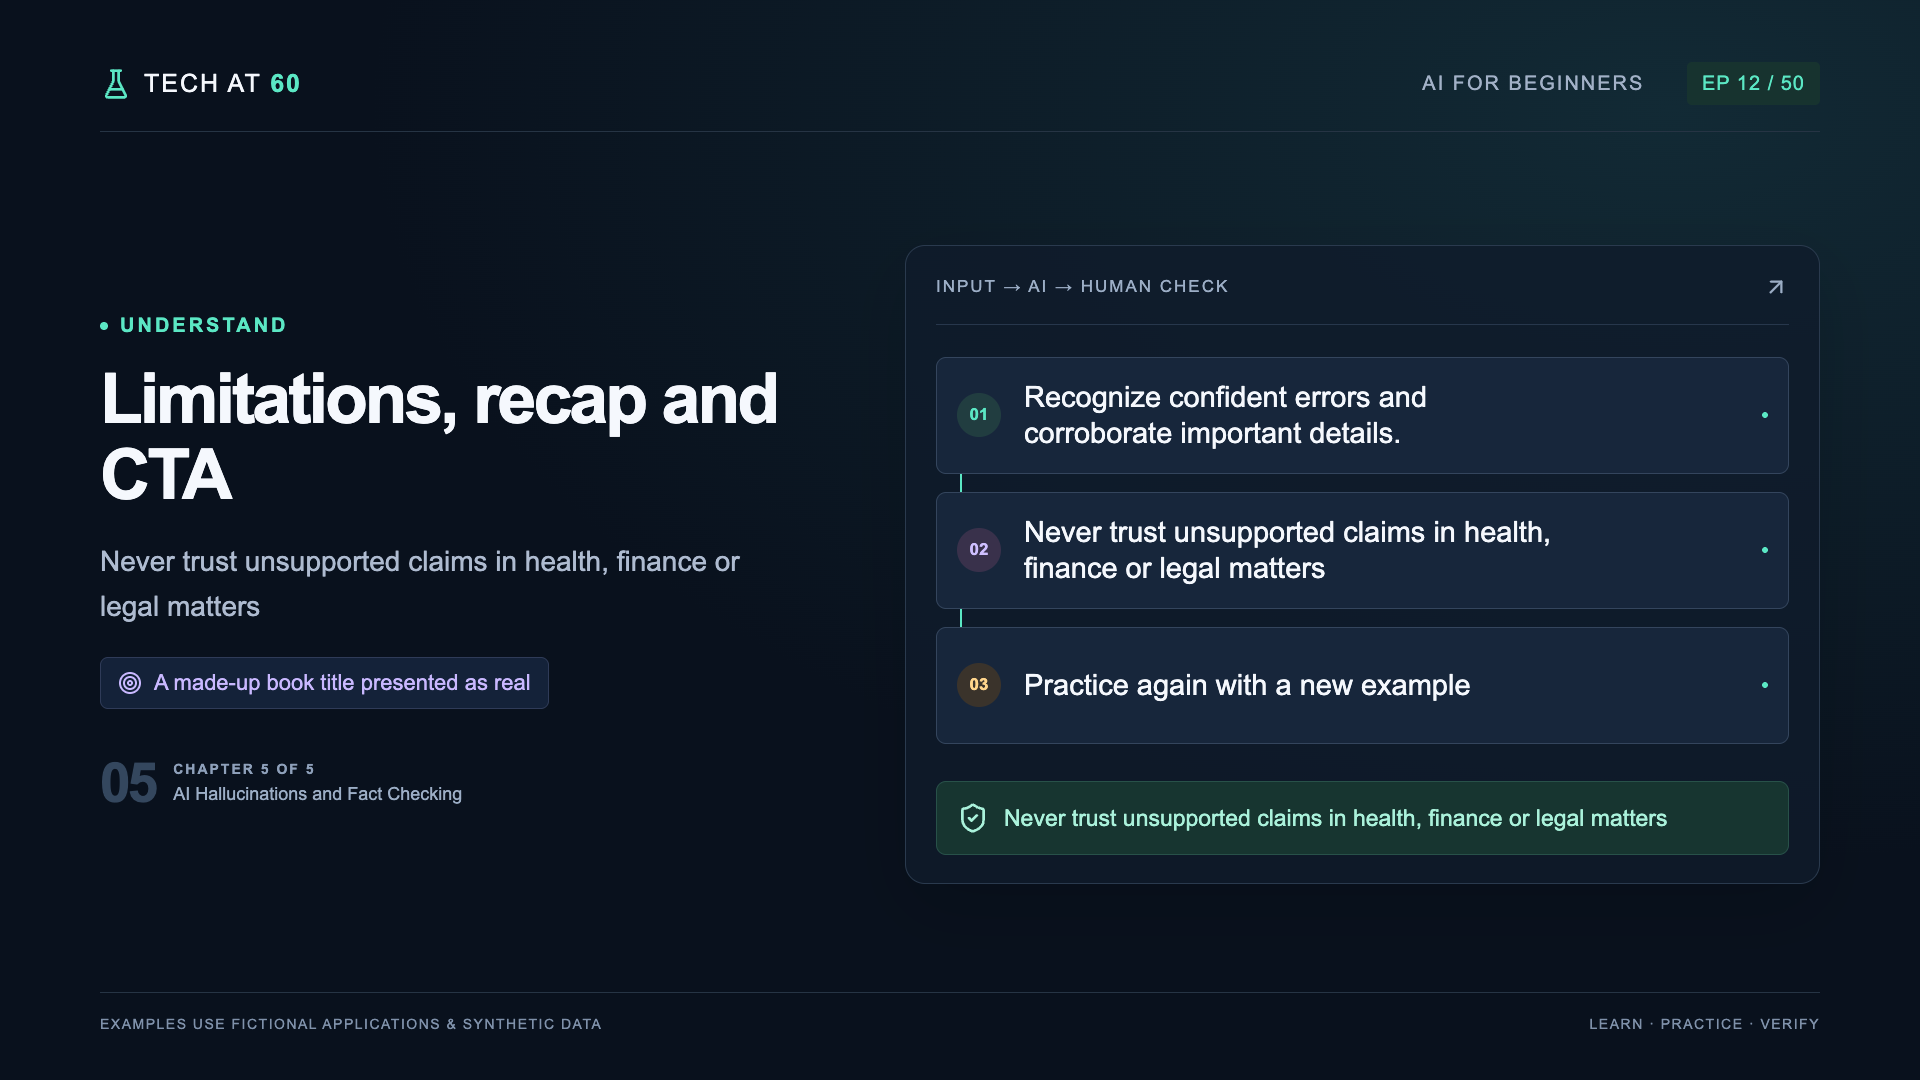 TECH AT 60
AI FOR BEGINNERS
EP 12 / 50
UNDERSTAND
Limitations, recap and
CTA
Never trust unsupported claims in health, finance or
legal matters
A made-up book title presented as real
05
CHAPTER 5 OF 5
AI Hallucinations and Fact Checking
INPUT → AI → HUMAN CHECK
01
Recognize confident errors and
corroborate important details.
02
Never trust unsupported claims in health,
finance or legal matters
03
Practice again with a new example
Never trust unsupported claims in health, finance or legal matters
EXAMPLES USE FICTIONAL APPLICATIONS & SYNTHETIC DATA
LEARN · PRACTICE · VERIFY